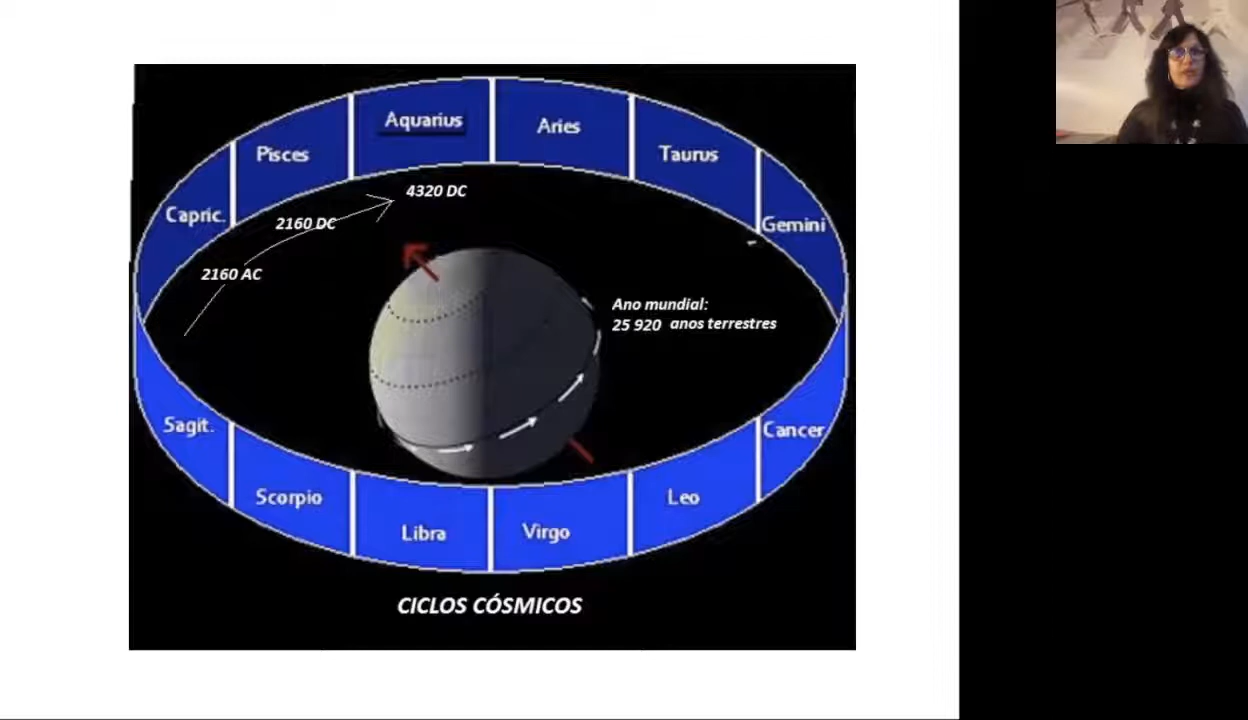 Aquarius
Aries
Pisces
Taurus
Capric.
Gemini
4320 DC
2160 DC
2160 AC
Ano mundial:
25 920 anos terrestres
Sagit.
Cancer
Scorpio
Leo
Libra
Virgo
CICLOS CÓSMICOS